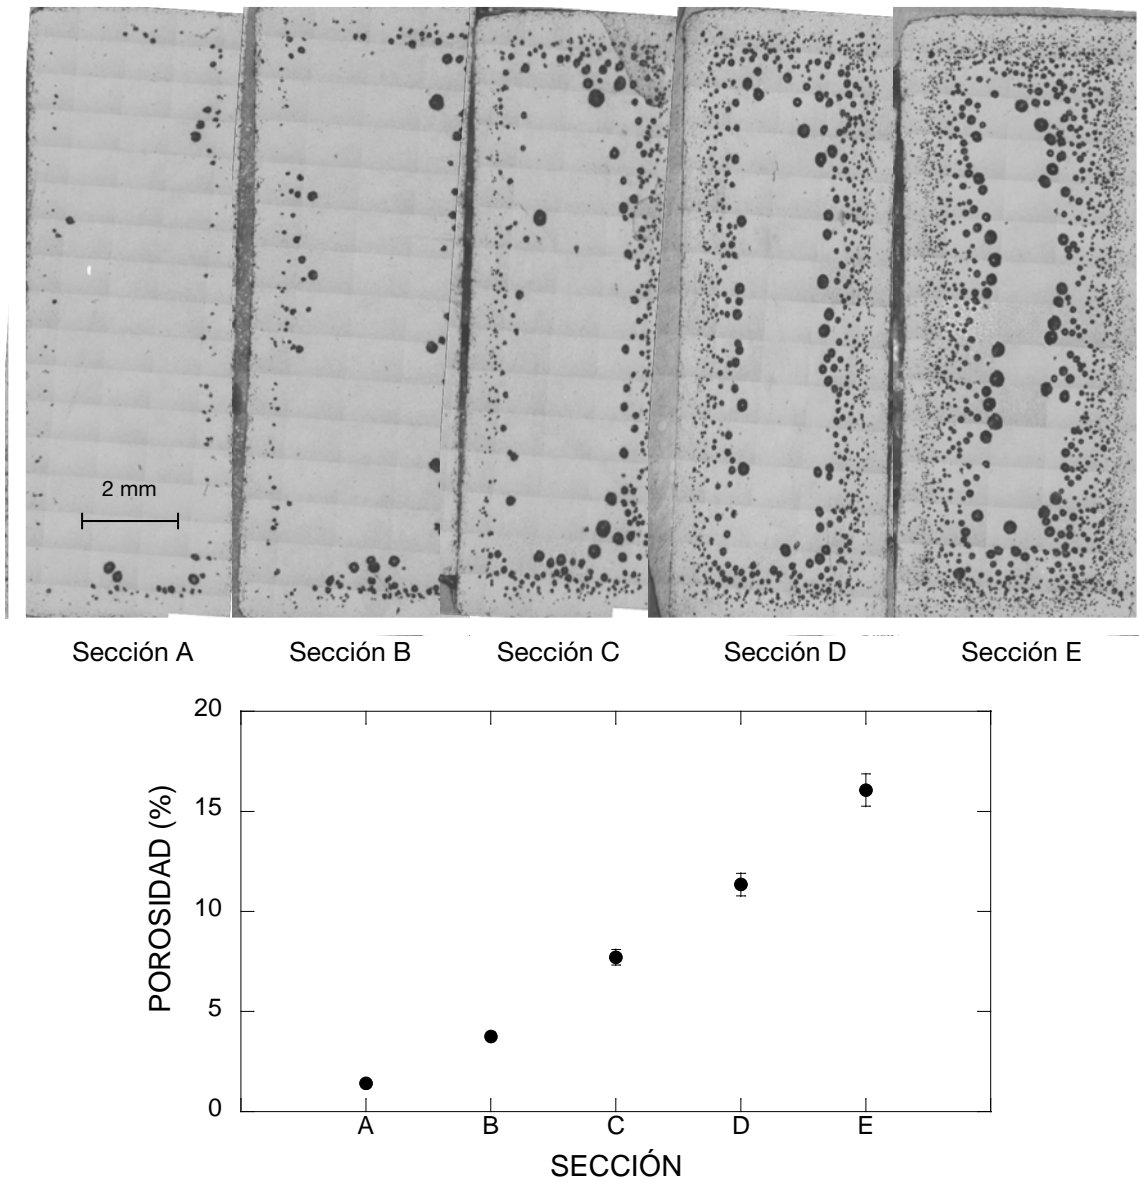 2 mm
Sección A
Sección B
Sección C
Sección D
Sección E
20
15
10
5
0
POROSIDAD (%)
A
B
C
D
E
SECCIÓN